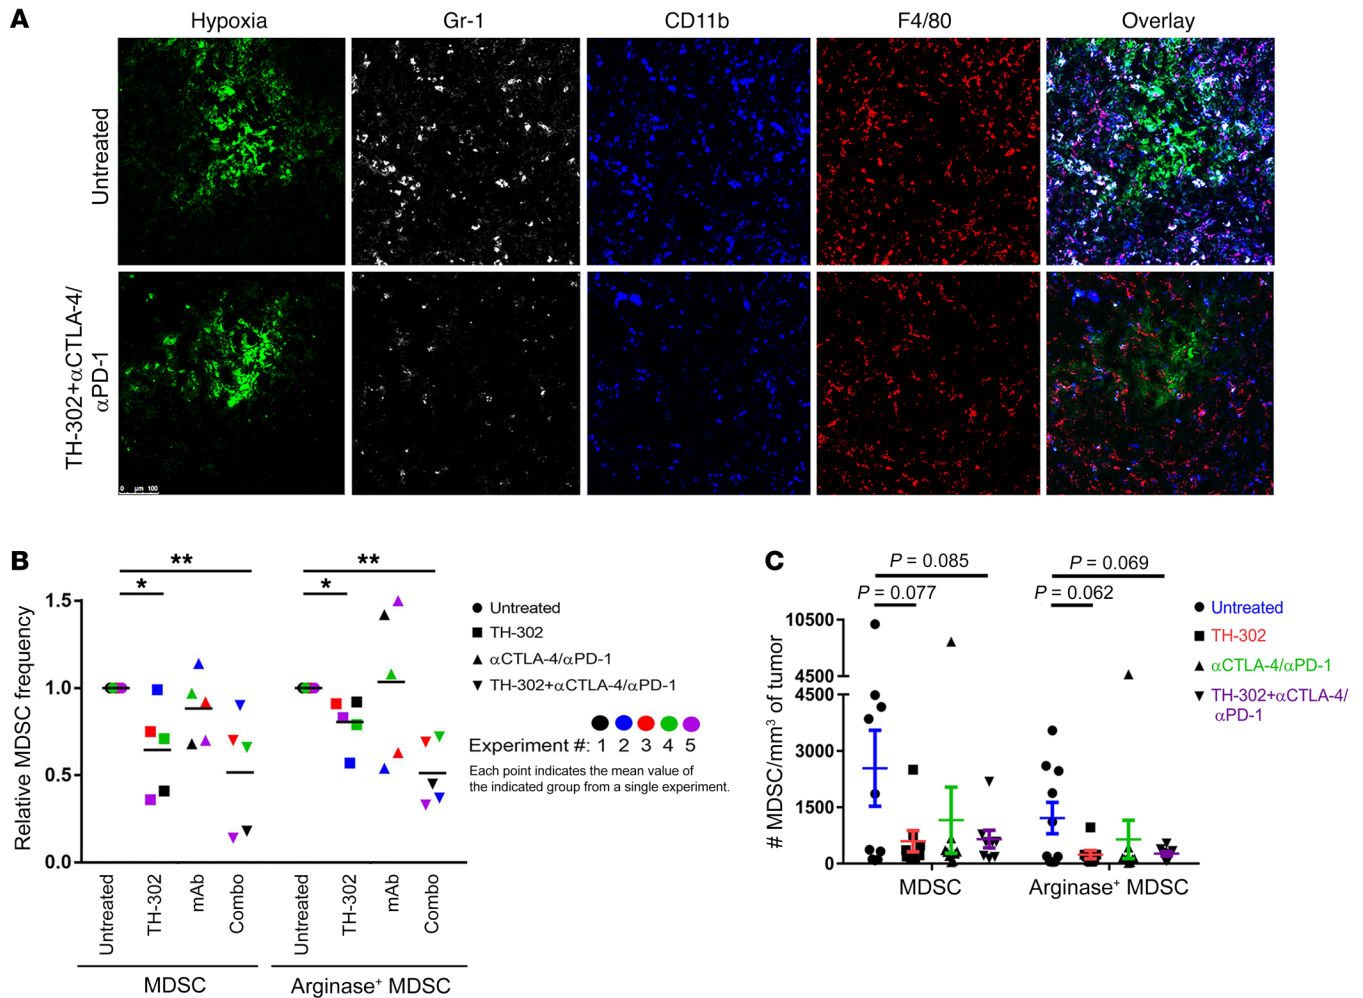 A
Hypoxia Gr-1 CD11b F4/80 Overlay
Untreated
TH-302+αCTLA-4/
αPD-1
0 µm 100
B
Relative MDSC frequency
1.5
1.0
0.5
0.0
*
**
*
**
Untreated
TH-302
mAb
Combo
Untreated
TH-302
mAb
Combo
MDSC
Arginase⁺ MDSC
Untreated
TH-302
αCTLA-4/αPD-1
TH-302+αCTLA-4/αPD-1
Experiment #: 1 2 3 4 5
Each point indicates the mean value of
the indicated group from a single experiment.
C
# MDSC/mm³ of tumor
10500
4500
4500
3000
1500
0
P = 0.085
P = 0.077
P = 0.069
P = 0.062
MDSC
Arginase⁺ MDSC
Untreated
TH-302
αCTLA-4/αPD-1
TH-302+αCTLA-4/
αPD-1